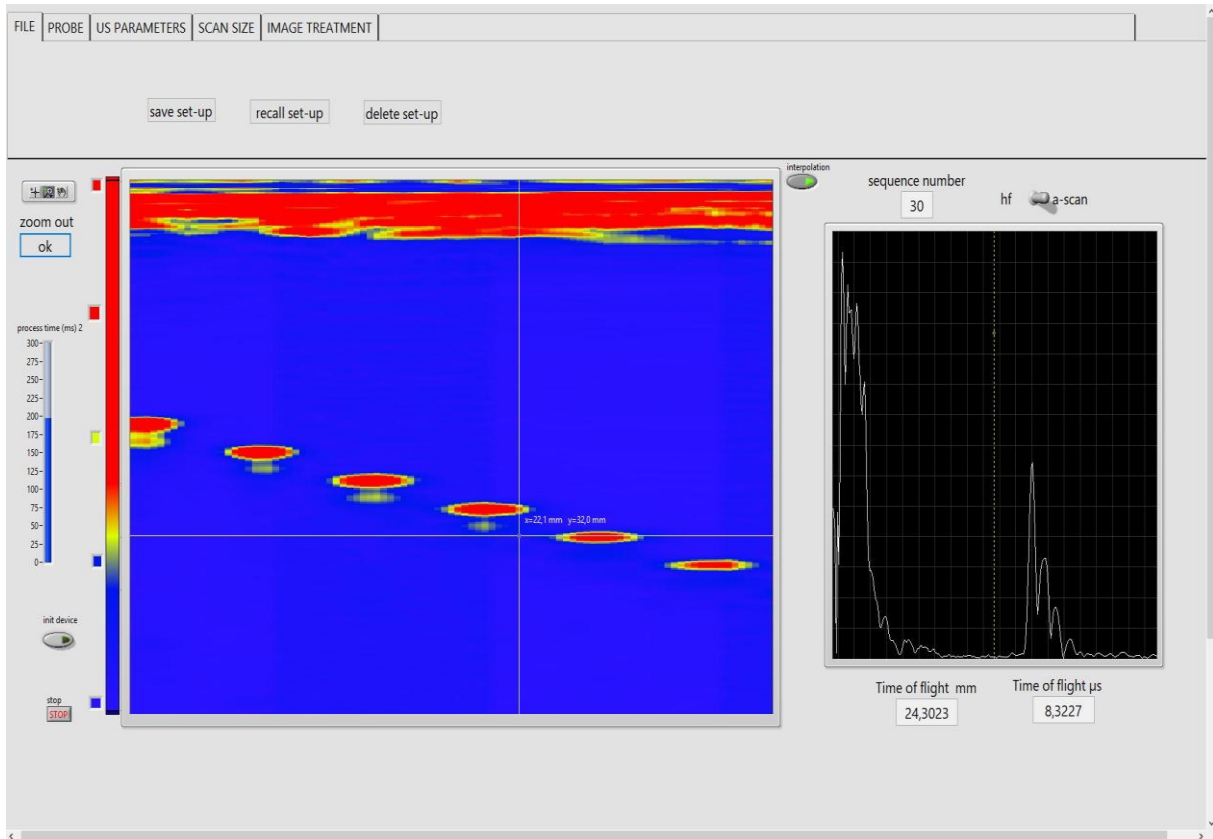 FILE PROBE US PARAMETERS SCAN SIZE IMAGE TREATMENT
save set-up recall set-up delete set-up
interpolation
zoom out
ok
process time (ms) 2
300
275
250
225
200
175
150
125
100
75
50
25
0
init device
stop
STOP
x=22,1 mm y=32,0 mm
sequence number
30
hf a-scan
Time of flight mm
24,3023
Time of flight µs
8,3227